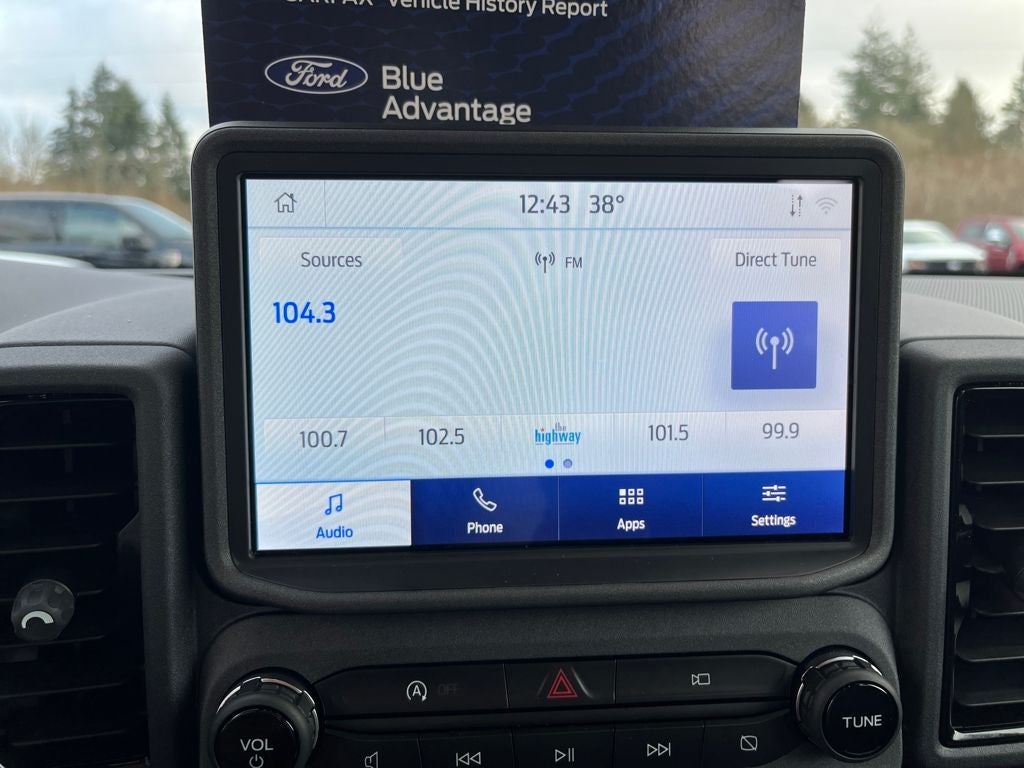 CARFAX Vehicle History Report
Ford Blue
Advantage
12:43 38°
Sources FM Direct Tune
104.3
100.7 102.5 the highway 101.5 99.9
Audio Phone Apps Settings
A OFF
VOL TUNE